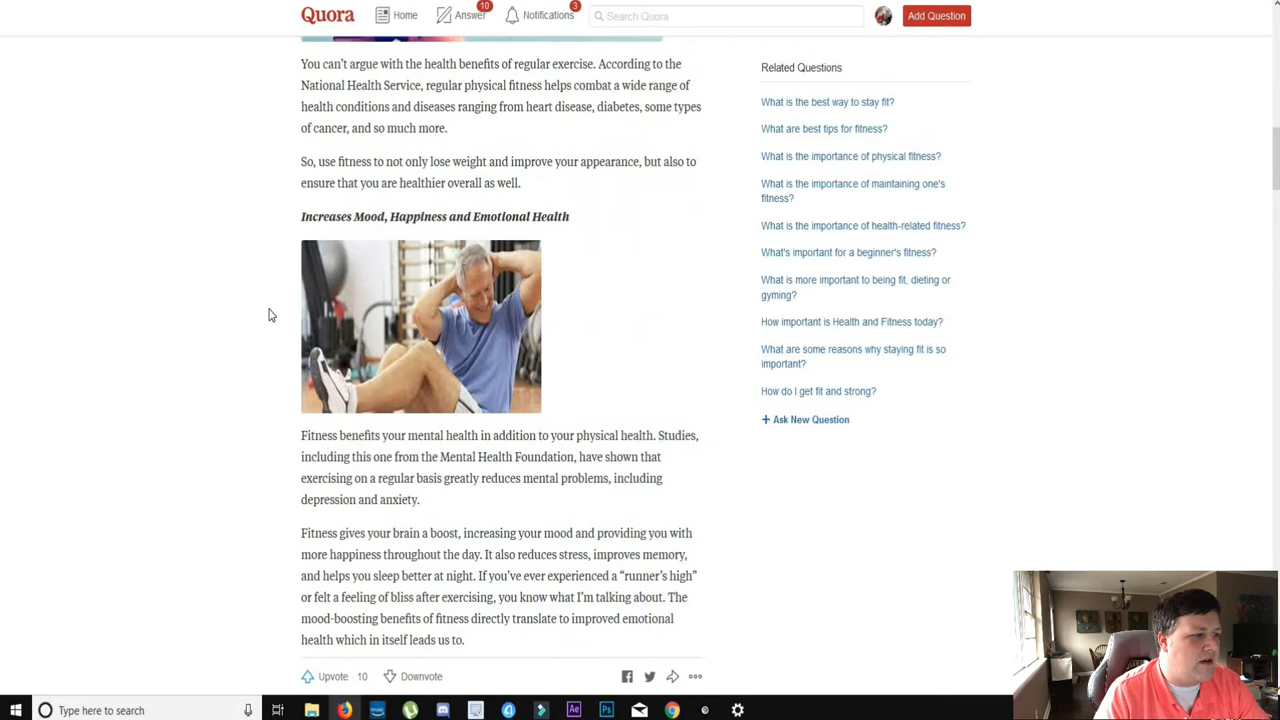 Quora Home Answer 10 Notifications 3 Search Quora Add Question
You can't argue with the health benefits of regular exercise. According to the
National Health Service, regular physical fitness helps combat a wide range of
health conditions and diseases ranging from heart disease, diabetes, some types
of cancer, and so much more.
So, use fitness to not only lose weight and improve your appearance, but also to
ensure that you are healthier overall as well.
Increases Mood, Happiness and Emotional Health
Fitness benefits your mental health in addition to your physical health. Studies,
including this one from the Mental Health Foundation, have shown that
exercising on a regular basis greatly reduces mental problems, including
depression and anxiety.
Fitness gives your brain a boost, increasing your mood and providing you with
more happiness throughout the day. It also reduces stress, improves memory,
and helps you sleep better at night. If you've ever experienced a “runner's high”
or felt a feeling of bliss after exercising, you know what I'm talking about. The
mood-boosting benefits of fitness directly translate to improved emotional
health which in itself leads us to.
Upvote 10 Downvote
Related Questions
What is the best way to stay fit?
What are best tips for fitness?
What is the importance of physical fitness?
What is the importance of maintaining one's
fitness?
What is the importance of health-related fitness?
What's important for a beginner's fitness?
What is more important to being fit, dieting or
gyming?
How important is Health and Fitness today?
What are some reasons why staying fit is so
important?
How do I get fit and strong?
+ Ask New Question
Type here to search Ae Ps